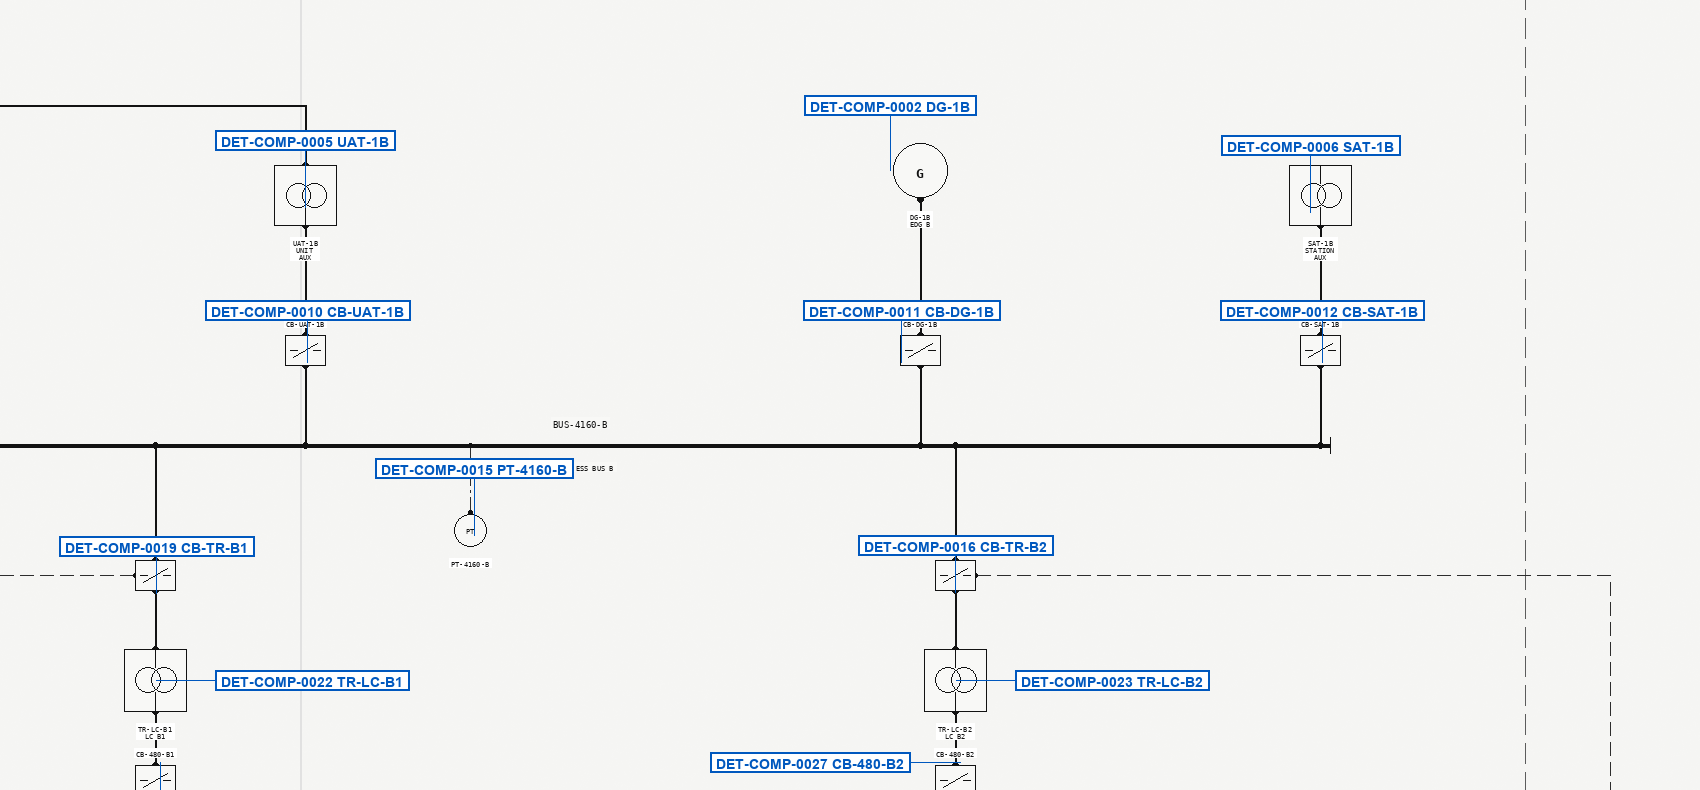 DET-COMP-0002 DG-1B
DET-COMP-0005 UAT-1B
DET-COMP-0006 SAT-1B
G
DG-1B
EDG B
UAT-1B
UNIT
AUX
SAT-1B
STATION
AUX
DET-COMP-0010 CB-UAT-1B
DET-COMP-0011 CB-DG-1B
DET-COMP-0012 CB-SAT-1B
CB-UAT-1B
CB-DG-1B
CB-SAT-1B
BUS-4160-B
DET-COMP-0015 PT-4160-B
ESS BUS B
PT
PT-4160-B
DET-COMP-0019 CB-TR-B1
DET-COMP-0016 CB-TR-B2
DET-COMP-0022 TR-LC-B1
DET-COMP-0023 TR-LC-B2
TR-LC-B1
LC B1
TR-LC-B2
LC B2
CB-480-B1
CB-480-B2
DET-COMP-0027 CB-480-B2